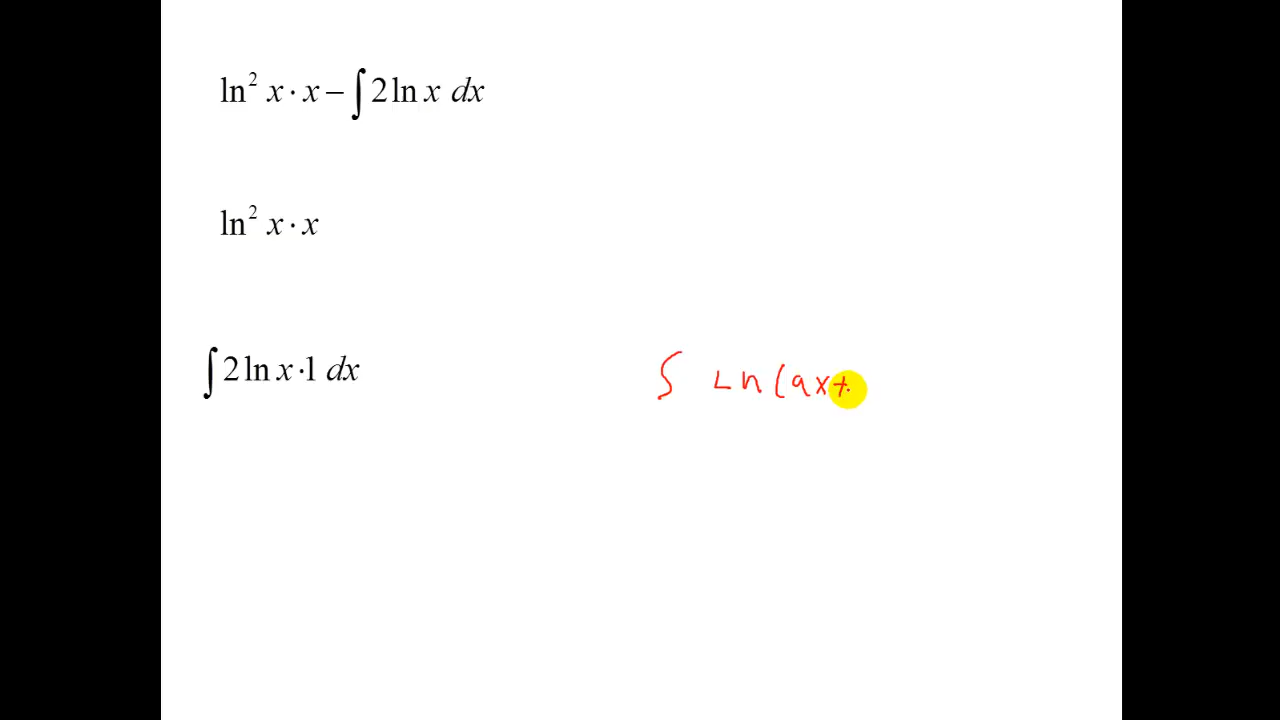 ln² x · x − ∫ 2 ln x dx
ln² x · x
∫ 2 ln x · 1 dx
∫ Ln(ax+